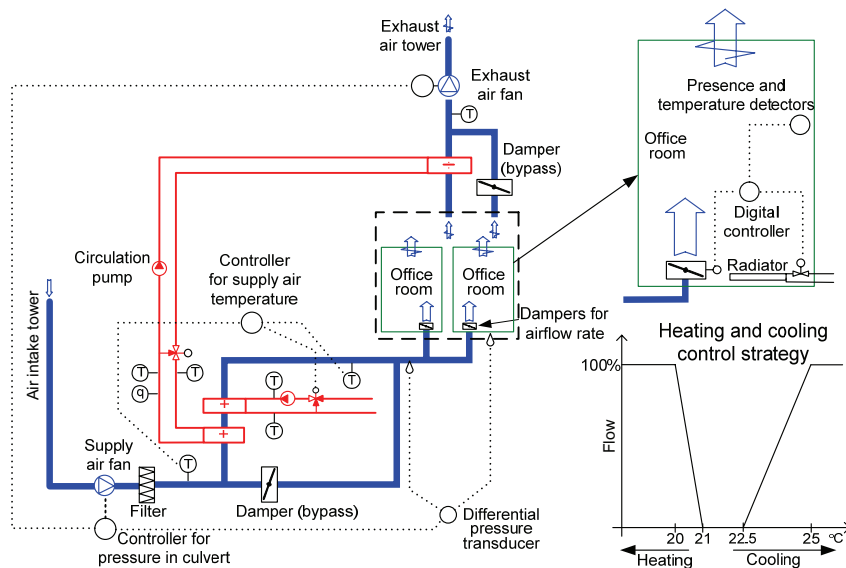 Exhaust
air tower
Exhaust
air fan
T
Damper
(bypass)
Office
room
Office
room
Dampers for
airflow rate
Circulation
pump
Controller
for supply air
temperature
Air intake tower
T
T
q
T
T
T
T
Supply
air fan
Filter
Damper (bypass)
Controller for
pressure in culvert
Differential
pressure
transducer
Presence and
temperature detectors
Office
room
Digital
controller
Radiator
Heating and cooling
control strategy
100%
Flow
20 21 22.5 25 °C
Heating Cooling